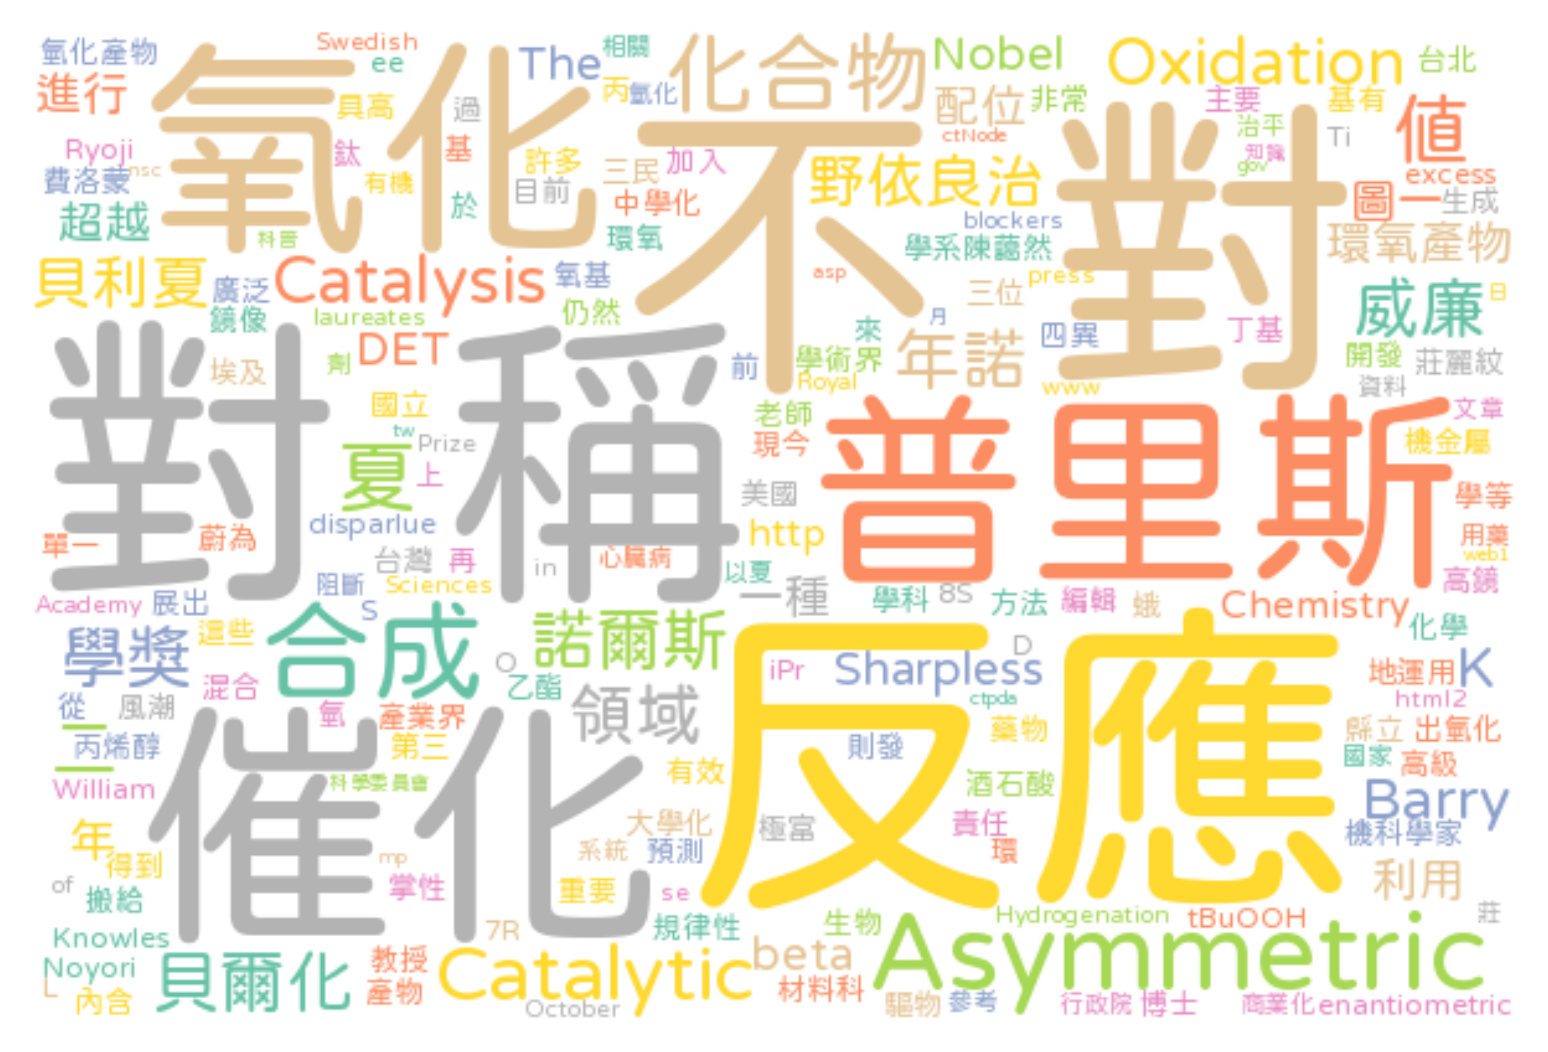 氫化產物
Swedish
ee
The
相關
化合物
Nobel
Oxidation
台北
進行
氧化
具高
過
丙
氫化
配位
非常
主要
基有
值
Ryoji
nsc
鈦
基
許多
三民
加入
ctNode
治平
知識
gov
Ti
費洛蒙
有機
目前
不
野依良治
對
excess
超越
於
中學化
blockers
圖一
生成
科普
環氧
學系陳藹然
環氧產物
貝利夏
廣泛
Catalysis
氧基
asp
press
三位
威廉
日
鏡像
laureates
仍然
月
來
四異
丁基
對稱
埃及
劑
DET
前
學術界
年諾
開發
莊麗紋
Royal
www
資料
國立
tw
Prize
老師
普里斯
文章
夏
上
現今
機金屬
美國
學等
單一
蔚為
disparlue
http
用藥
web1
台灣
再
in
心臟病
以夏
高鏡
阻斷
Sciences
一種
學科
8S
方法
編輯
蛾
Chemistry
Academy
展出
S
學獎
這些
合成
諾爾斯
反應
化學
O
iPr
Sharpless
D
地運用
K
混合
乙酯
領域
ctpda
html2
從
風潮
氫
產業界
藥物
縣立
出氧化
一
丙烯醇
第三
則發
國家
高級
一
William
催化
科學委員會
有效
酒石酸
Barry
年
大學化
極富
責任
機科學家
得到
mp
系統
預測
環
of
搬給
掌性
重要
se
利用
Knowles
7R
規律性
生物
Hydrogenation
tBuOOH
莊
Noyori
貝爾化
教授
Catalytic
beta
Asymmetric
L
內含
產物
October
材料科
驅物
參考
行政院
博士
商業化
enantiometric